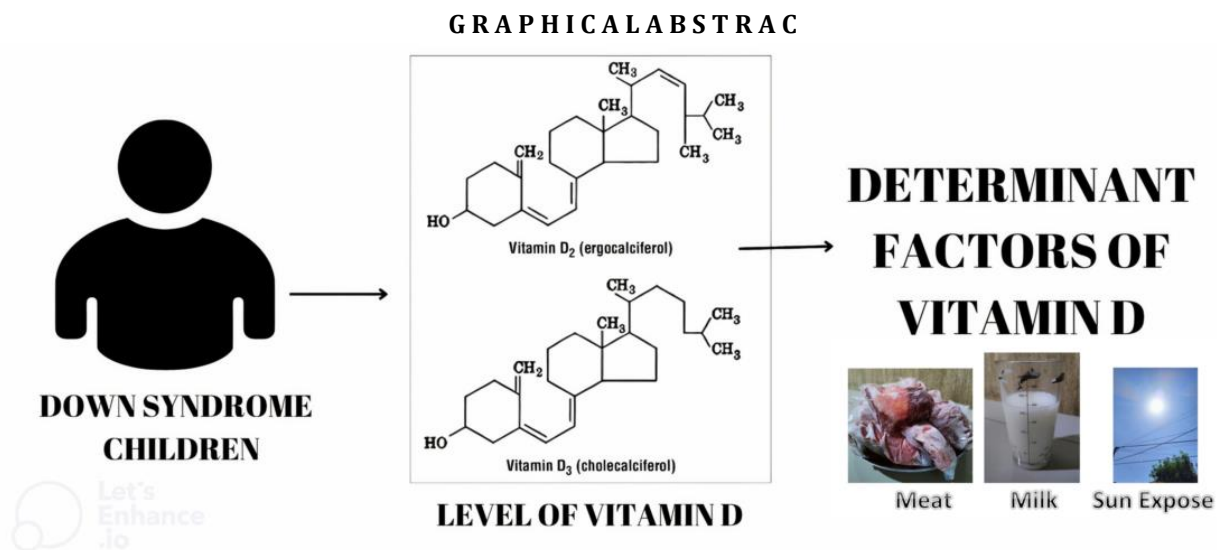 G R A P H I C A L A B S T R A C
DOWN SYNDROME
CHILDREN
Let's
Enhance
.io
CH₃
CH₃
CH₃
CH₃
CH₃
CH₂
HO
Vitamin D₂ (ergocalciferol)
CH₃
CH₃
CH₃
CH₃
CH₂
HO
Vitamin D₃ (cholecalciferol)
LEVEL OF VITAMIN D
DETERMINANT
FACTORS OF
VITAMIN D
Meat Milk Sun Expose